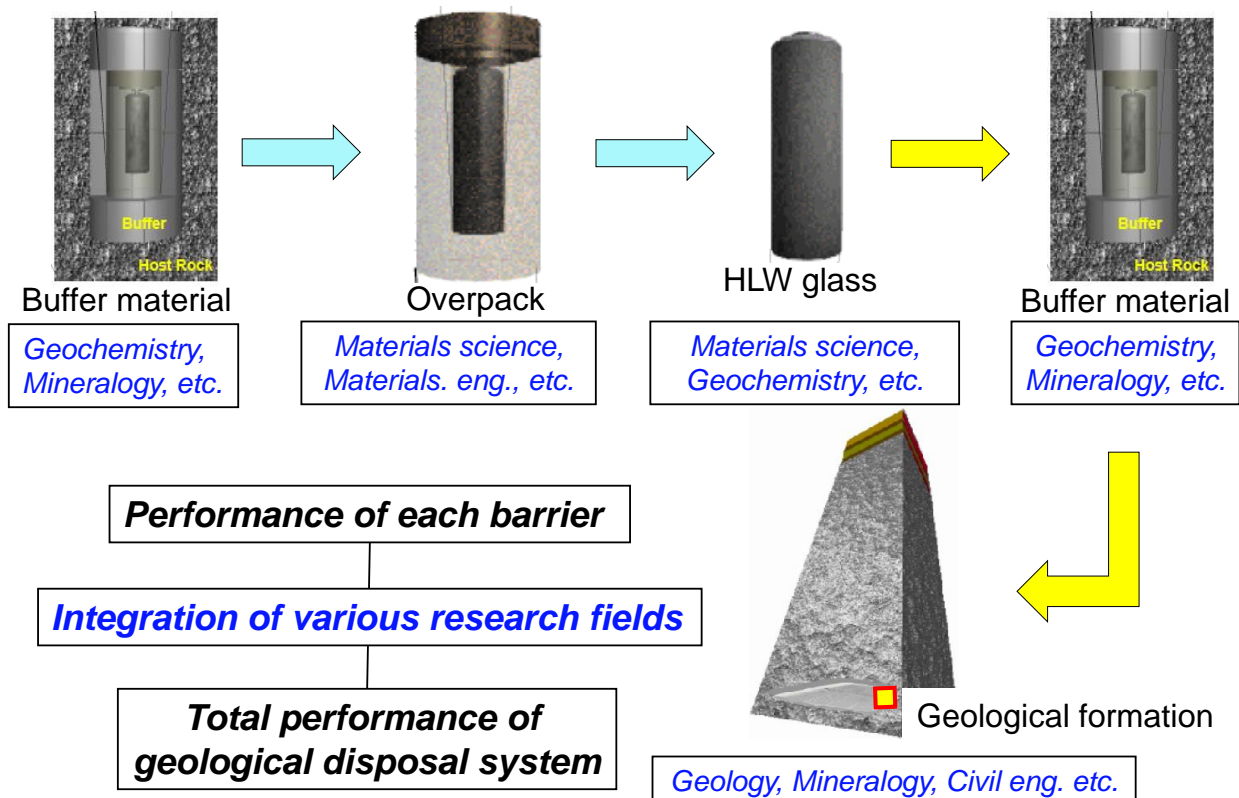 Buffer
Host Rock
Buffer material
Geochemistry,
Mineralogy, etc.
Overpack
Materials science,
Materials. eng., etc.
HLW glass
Materials science,
Geochemistry, etc.
Buffer
Host Rock
Buffer material
Geochemistry,
Mineralogy, etc.
Performance of each barrier
Integration of various research fields
Total performance of
geological disposal system
Geological formation
Geology, Mineralogy, Civil eng. etc.